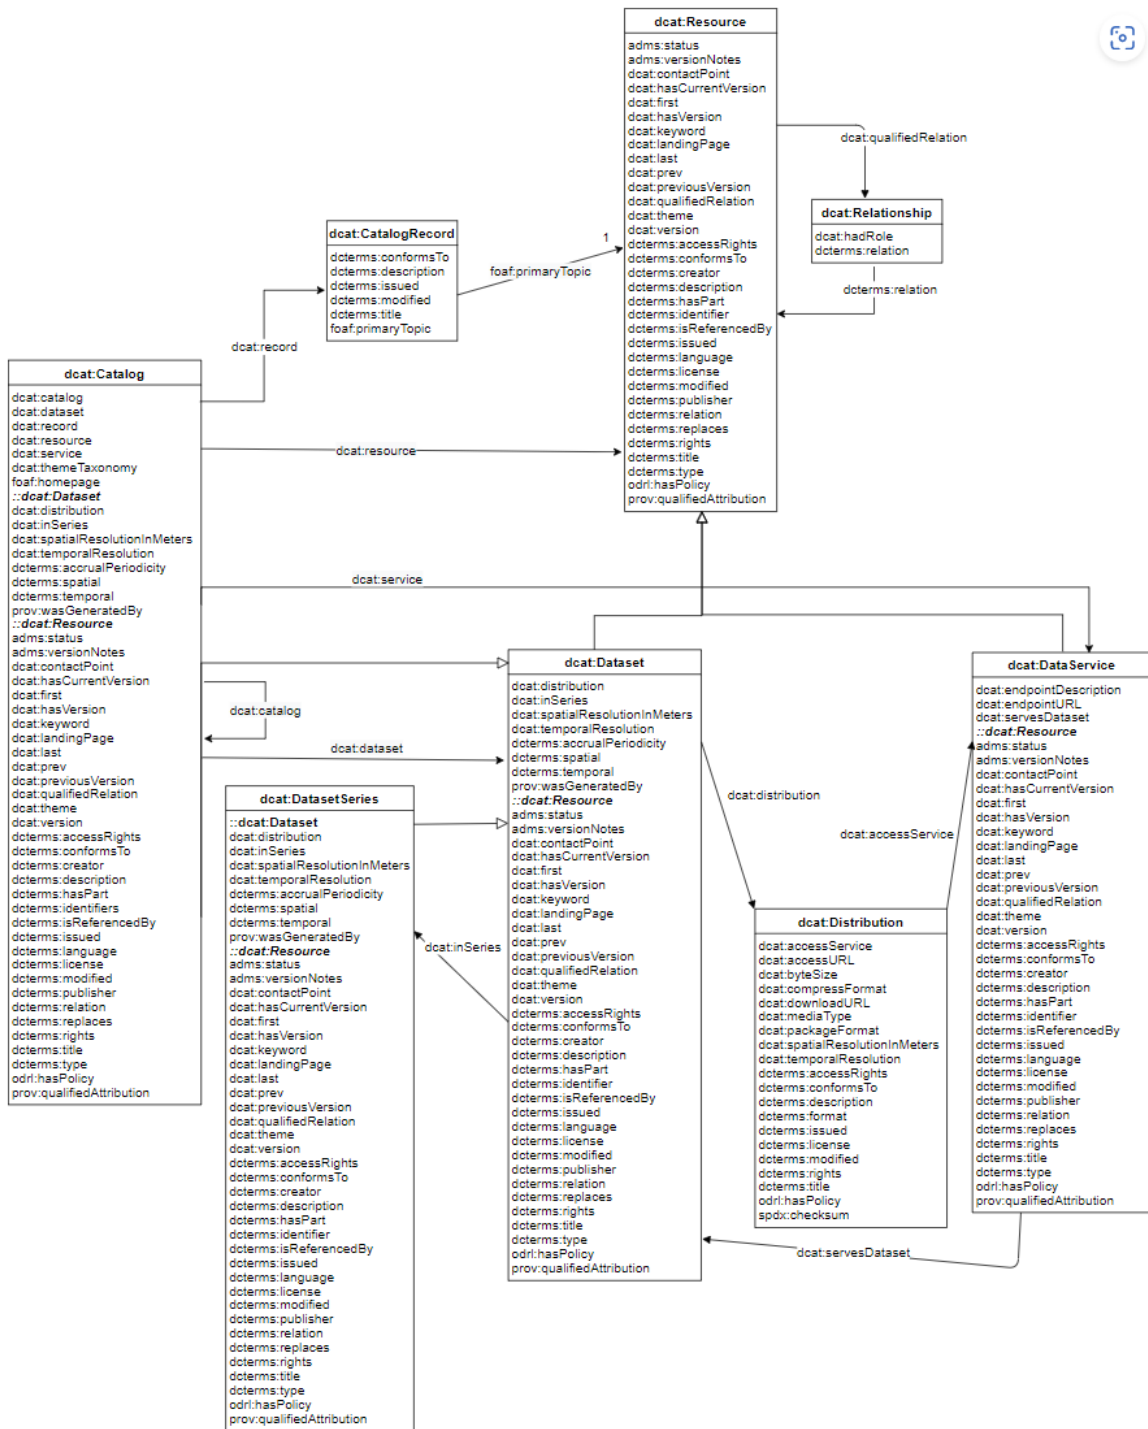 dcat:Resource
adms:status
adms:versionNotes
dcat:contactPoint
dcat:hasCurrentVersion
dcat:first
dcat:hasVersion
dcat:keyword
dcat:landingPage
dcat:last
dcat:prev
dcat:previousVersion
dcat:qualifiedRelation
dcat:theme
dcat:version
dcterms:accessRights
dcterms:conformsTo
dcterms:creator
dcterms:description
dcterms:hasPart
dcterms:identifier
dcterms:isReferencedBy
dcterms:issued
dcterms:language
dcterms:license
dcterms:modified
dcterms:publisher
dcterms:relation
dcterms:replaces
dcterms:rights
dcterms:title
dcterms:type
odrl:hasPolicy
prov:qualifiedAttribution
dcat:qualifiedRelation
dcat:Relationship
dcat:hadRole
dcterms:relation
dcterms:relation
dcat:CatalogRecord
dcterms:conformsTo
dcterms:description
dcterms:issued
dcterms:modified
dcterms:title
foaf:primaryTopic
1
foaf:primaryTopic
dcat:record
dcat:Catalog
dcat:catalog
dcat:dataset
dcat:record
dcat:resource
dcat:service
dcat:themeTaxonomy
foaf:homepage
::dcat:Dataset
dcat:distribution
dcat:inSeries
dcat:spatialResolutionInMeters
dcat:temporalResolution
dcterms:accrualPeriodicity
dcterms:spatial
dcterms:temporal
prov:wasGeneratedBy
::dcat:Resource
adms:status
adms:versionNotes
dcat:contactPoint
dcat:hasCurrentVersion
dcat:first
dcat:hasVersion
dcat:keyword
dcat:landingPage
dcat:last
dcat:prev
dcat:previousVersion
dcat:qualifiedRelation
dcat:theme
dcat:version
dcterms:accessRights
dcterms:conformsTo
dcterms:creator
dcterms:description
dcterms:hasPart
dcterms:identifiers
dcterms:isReferencedBy
dcterms:issued
dcterms:language
dcterms:license
dcterms:modified
dcterms:publisher
dcterms:relation
dcterms:replaces
dcterms:rights
dcterms:title
dcterms:type
odrl:hasPolicy
prov:qualifiedAttribution
dcat:resource
dcat:service
dcat:catalog
dcat:dataset
dcat:DatasetSeries
::dcat:Dataset
dcat:distribution
dcat:inSeries
dcat:spatialResolutionInMeters
dcat:temporalResolution
dcterms:accrualPeriodicity
dcterms:spatial
dcterms:temporal
prov:wasGeneratedBy
::dcat:Resource
adms:status
adms:versionNotes
dcat:contactPoint
dcat:hasCurrentVersion
dcat:first
dcat:hasVersion
dcat:keyword
dcat:landingPage
dcat:last
dcat:prev
dcat:previousVersion
dcat:qualifiedRelation
dcat:theme
dcat:version
dcterms:accessRights
dcterms:conformsTo
dcterms:creator
dcterms:description
dcterms:hasPart
dcterms:identifier
dcterms:isReferencedBy
dcterms:issued
dcterms:language
dcterms:license
dcterms:modified
dcterms:publisher
dcterms:relation
dcterms:replaces
dcterms:rights
dcterms:title
dcterms:type
odrl:hasPolicy
prov:qualifiedAttribution
dcat:inSeries
dcat:Dataset
dcat:distribution
dcat:inSeries
dcat:spatialResolutionInMeters
dcat:temporalResolution
dcterms:accrualPeriodicity
dcterms:spatial
dcterms:temporal
prov:wasGeneratedBy
::dcat:Resource
adms:status
adms:versionNotes
dcat:contactPoint
dcat:hasCurrentVersion
dcat:first
dcat:hasVersion
dcat:keyword
dcat:landingPage
dcat:last
dcat:prev
dcat:previousVersion
dcat:qualifiedRelation
dcat:theme
dcat:version
dcterms:accessRights
dcterms:conformsTo
dcterms:creator
dcterms:description
dcterms:hasPart
dcterms:identifier
dcterms:isReferencedBy
dcterms:issued
dcterms:language
dcterms:license
dcterms:modified
dcterms:publisher
dcterms:relation
dcterms:replaces
dcterms:rights
dcterms:title
dcterms:type
odrl:hasPolicy
prov:qualifiedAttribution
dcat:distribution
dcat:accessService
dcat:Distribution
dcat:accessService
dcat:accessURL
dcat:byteSize
dcat:compressFormat
dcat:downloadURL
dcat:mediaType
dcat:packageFormat
dcat:spatialResolutionInMeters
dcat:temporalResolution
dcterms:accessRights
dcterms:conformsTo
dcterms:description
dcterms:format
dcterms:issued
dcterms:license
dcterms:modified
dcterms:rights
dcterms:title
odrl:hasPolicy
spdx:checksum
dcat:servesDataset
dcat:DataService
dcat:endpointDescription
dcat:endpointURL
dcat:servesDataset
::dcat:Resource
adms:status
adms:versionNotes
dcat:contactPoint
dcat:hasCurrentVersion
dcat:first
dcat:hasVersion
dcat:keyword
dcat:landingPage
dcat:last
dcat:prev
dcat:previousVersion
dcat:qualifiedRelation
dcat:theme
dcat:version
dcterms:accessRights
dcterms:conformsTo
dcterms:creator
dcterms:description
dcterms:hasPart
dcterms:identifier
dcterms:isReferencedBy
dcterms:issued
dcterms:language
dcterms:license
dcterms:modified
dcterms:publisher
dcterms:relation
dcterms:replaces
dcterms:rights
dcterms:title
dcterms:type
odrl:hasPolicy
prov:qualifiedAttribution